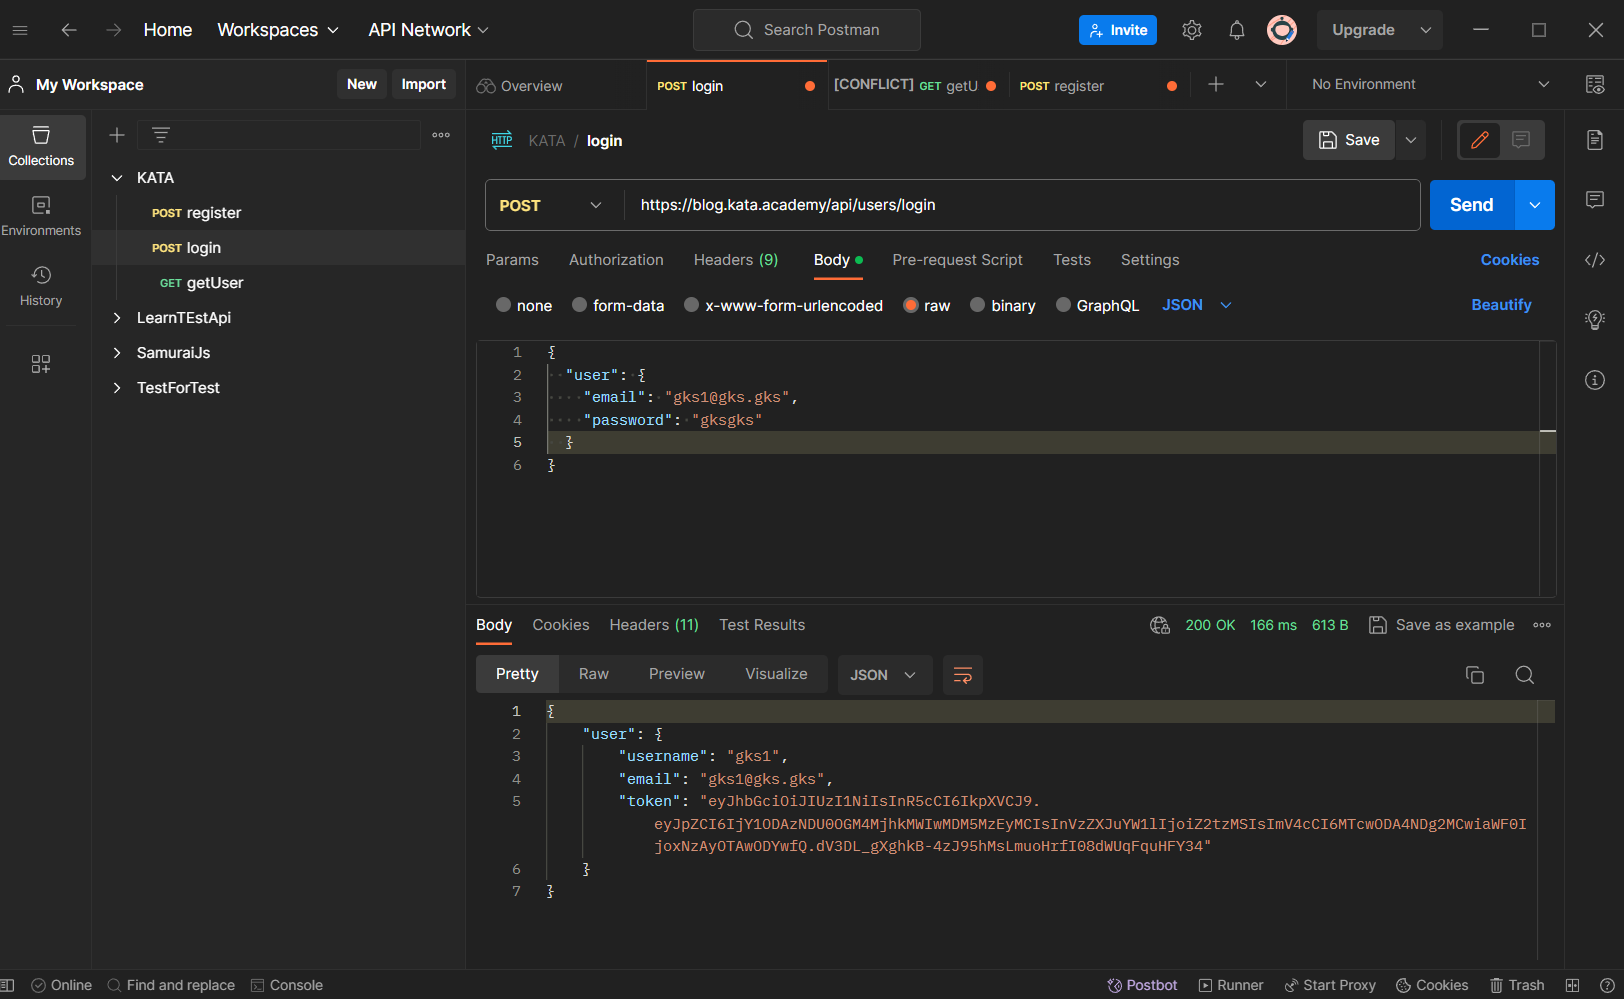 Home
Workspaces
API Network
Search Postman
Invite
Upgrade
My Workspace
New
Import
Overview
POST login
[CONFLICT] GET getU
POST register
No Environment
Collections
Environments
History
KATA
POST register
POST login
GET getUser
LearnTEstApi
SamuraiJs
TestForTest
HTTP KATA / login
Save
POST
https://blog.kata.academy/api/users/login
Send
Params
Authorization
Headers (9)
Body
Pre-request Script
Tests
Settings
Cookies
none
form-data
x-www-form-urlencoded
raw
binary
GraphQL
JSON
Beautify
1 {
2 "user": {
3 "email": "gks1@gks.gks",
4 "password": "gksgks"
5 }
6 }
Body
Cookies
Headers (11)
Test Results
200 OK
166 ms
613 B
Save as example
Pretty
Raw
Preview
Visualize
JSON
1 {
2 "user": {
3 "username": "gks1",
4 "email": "gks1@gks.gks",
5 "token": "eyJhbGciOiJIUzI1NiIsInR5cCI6IkpXVCJ9.
eyJpZCI6IjY1ODAzNDU0OGM4MjhkMWIwMDM5MzEyMCIsInVzZXJuYW1lIjoiZ2tzMSIsImV4cCI6MTcwODA4NDg2MCwiaWF0I
joxNzAyOTAwODYwfQ.dV3DL_gXghkB-4zJ95hMsLmuoHrfI08dWUqFquHFY34"
6 }
7 }
Online
Find and replace
Console
Postbot
Runner
Start Proxy
Cookies
Trash